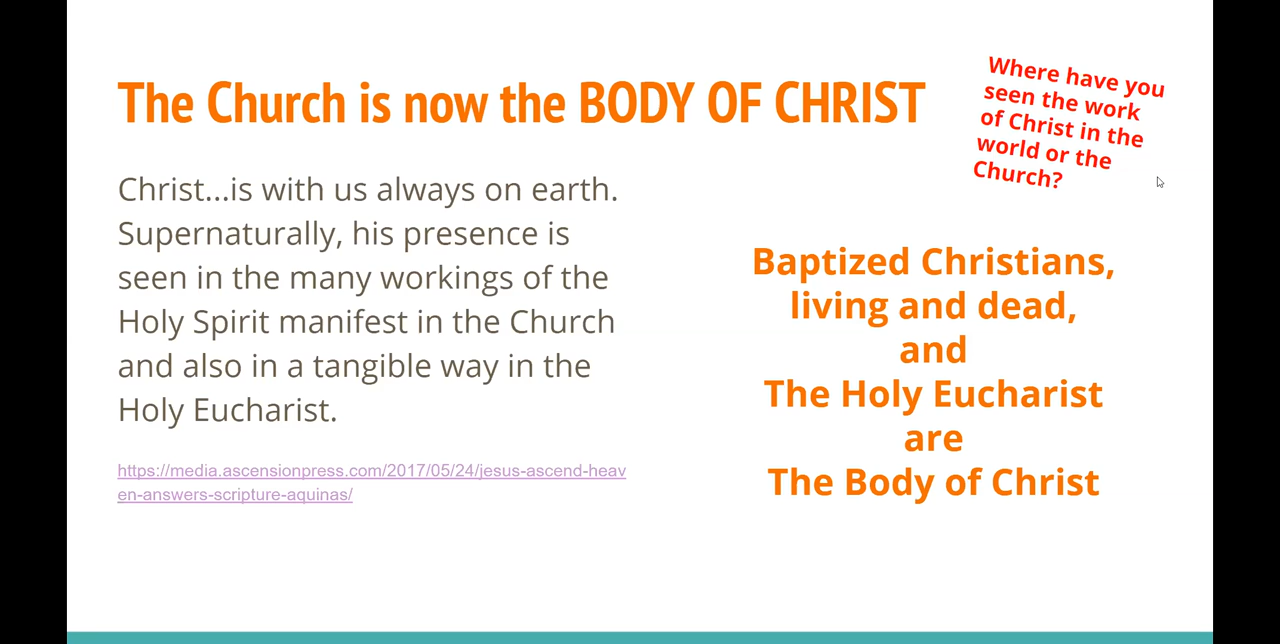 The Church is now the BODY OF CHRIST
Where have you
seen the work
of Christ in the
world or the
Church?
Christ...is with us always on earth.
Supernaturally, his presence is
seen in the many workings of the
Holy Spirit manifest in the Church
and also in a tangible way in the
Holy Eucharist.
https://media.ascensionpress.com/2017/05/24/jesus-ascend-heav
en-answers-scripture-aquinas/
Baptized Christians,
living and dead,
and
The Holy Eucharist
are
The Body of Christ